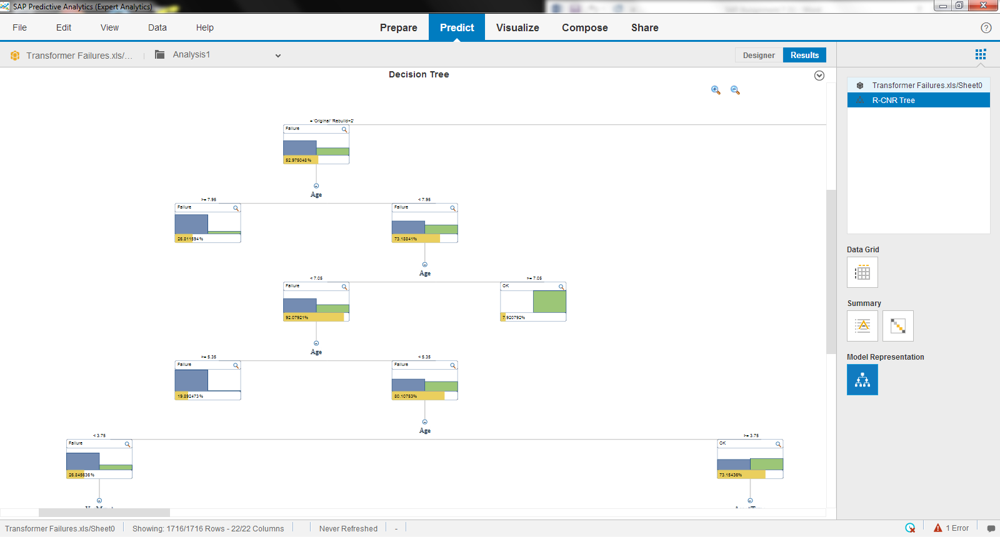 SAP Predictive Analytics (Expert Analytics)
File Edit View Data Help Prepare Predict Visualize Compose Share
Transformer Failures.xls/... Analysis1 Designer Results
Decision Tree
Transformer Failures.xls/Sheet0
R-CNR Tree
= 'Original' 'Rebuild+2'
Failure
52.975048%
Age
>= 7.95 < 7.95
Failure Failure
26.811594% 73.18841%
Age
< 7.05 >= 7.05
Failure OK
92.07921% 7.920792%
Age
>= 5.35 < 5.35
Failure Failure
19.892473% 80.10753%
Age
< 3.75 >= 3.75
Failure OK
26.845636% 73.15436%
Data Grid
Summary
Model Representation
Transformer Failures.xls/Sheet0 Showing: 1716/1716 Rows - 22/22 Columns Never Refreshed - 1 Error